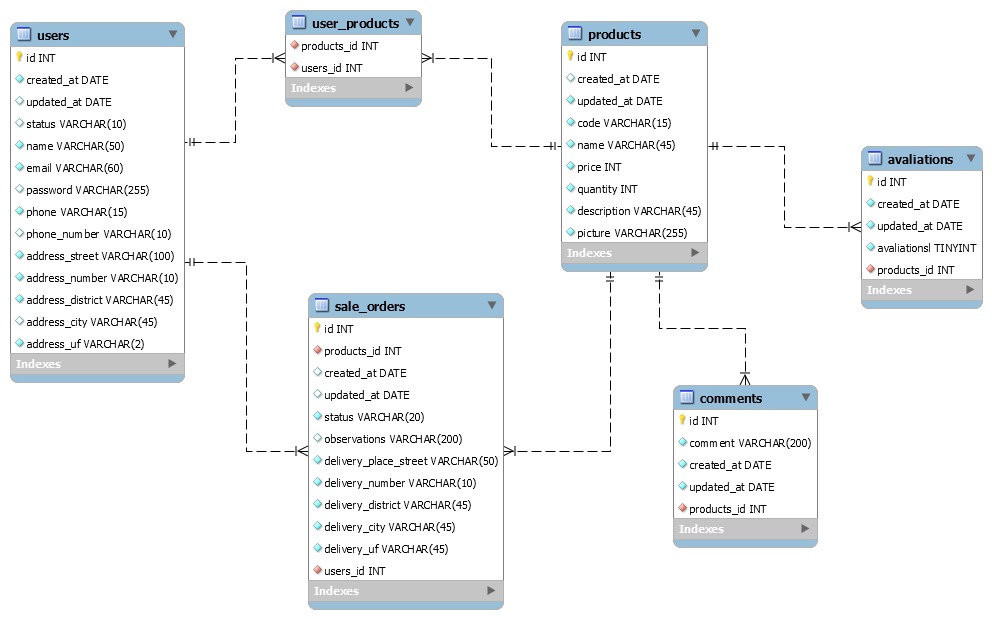 users
id INT
created_at DATE
updated_at DATE
status VARCHAR(10)
name VARCHAR(50)
email VARCHAR(60)
password VARCHAR(255)
phone VARCHAR(15)
phone_number VARCHAR(10)
address_street VARCHAR(100)
address_number VARCHAR(10)
address_district VARCHAR(45)
address_city VARCHAR(45)
address_uf VARCHAR(2)
Indexes
user_products
products_id INT
users_id INT
Indexes
products
id INT
created_at DATE
updated_at DATE
code VARCHAR(15)
name VARCHAR(45)
price INT
quantity INT
description VARCHAR(45)
picture VARCHAR(255)
Indexes
avaliations
id INT
created_at DATE
updated_at DATE
avaliationsl TINYINT
products_id INT
Indexes
sale_orders
id INT
products_id INT
created_at DATE
updated_at DATE
status VARCHAR(20)
observations VARCHAR(200)
delivery_place_street VARCHAR(50)
delivery_number VARCHAR(10)
delivery_district VARCHAR(45)
delivery_city VARCHAR(45)
delivery_uf VARCHAR(45)
users_id INT
Indexes
comments
id INT
comment VARCHAR(200)
created_at DATE
updated_at DATE
products_id INT
Indexes